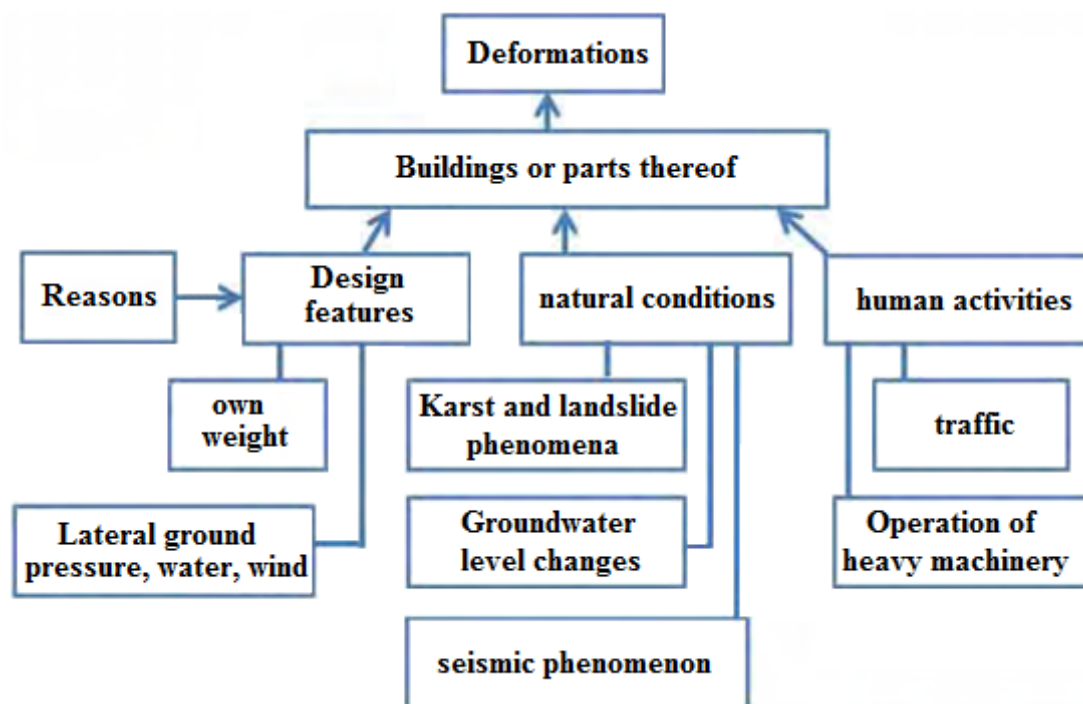 Deformations
Buildings or parts thereof
Reasons
Design
features
natural conditions
human activities
own
weight
Karst and landslide
phenomena
traffic
Lateral ground
pressure, water, wind
Groundwater
level changes
Operation of
heavy machinery
seismic phenomenon